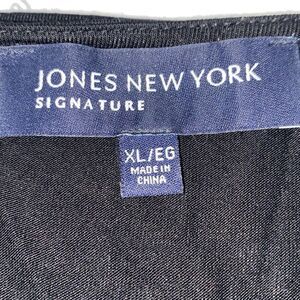 JONES NEW YORK
SIGNATURE
XL/EG
MADE IN
CHINA